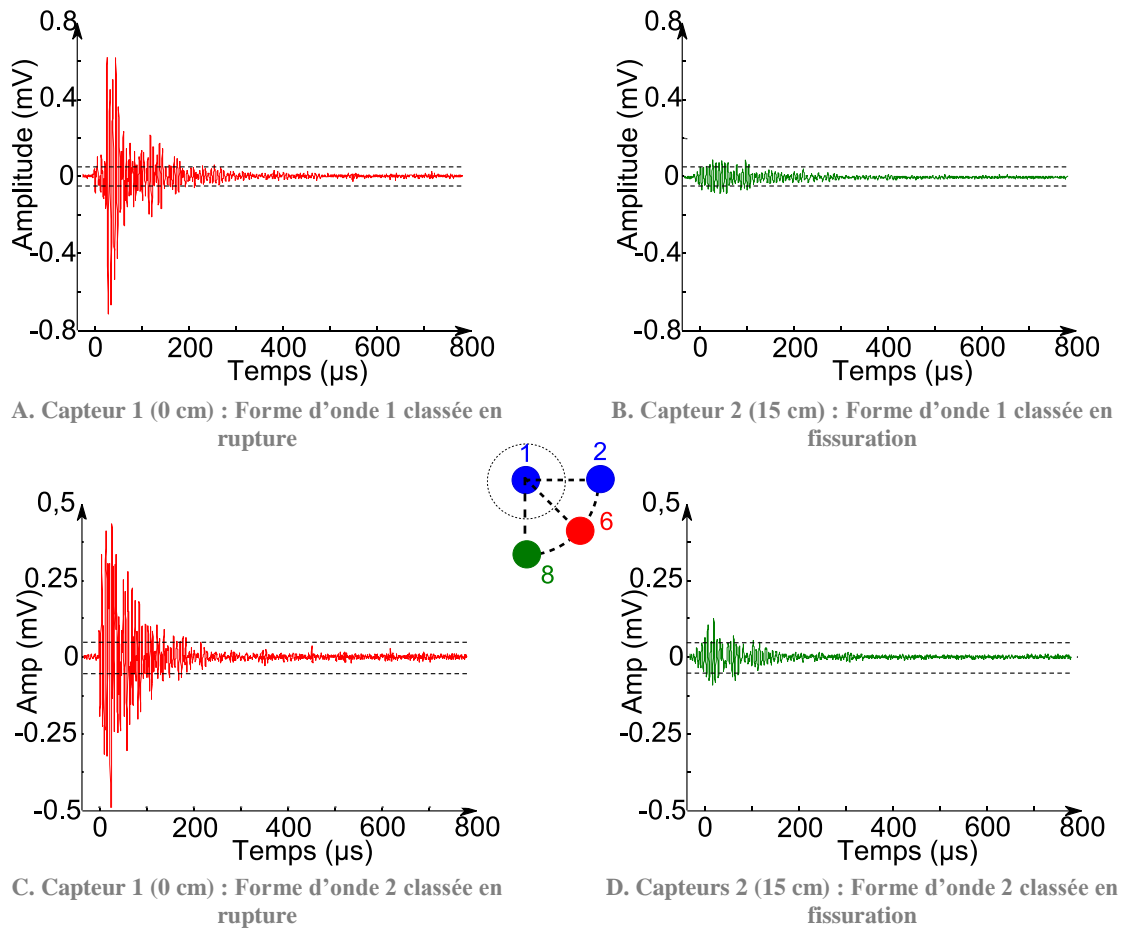 0.8
0.4
0
-0.4
-0.8
Amplitude (mV)
0 200 400 600 800
Temps (µs)
A. Capteur 1 (0 cm) : Forme d'onde 1 classée en
rupture
0.8
0.4
0
-0.4
-0.8
Amplitude (mV)
0 200 400 600 800
Temps (µs)
B. Capteur 2 (15 cm) : Forme d'onde 1 classée en
fissuration
1 2
6
8
0,5
0.25
0
-0.25
-0.5
Amp (mV)
0 200 400 600 800
Temps (µs)
C. Capteur 1 (0 cm) : Forme d'onde 2 classée en
rupture
0,5
0.25
0
-0.25
-0.5
Amp (mV)
0 200 400 600 800
Temps (µs)
D. Capteurs 2 (15 cm) : Forme d'onde 2 classée en
fissuration